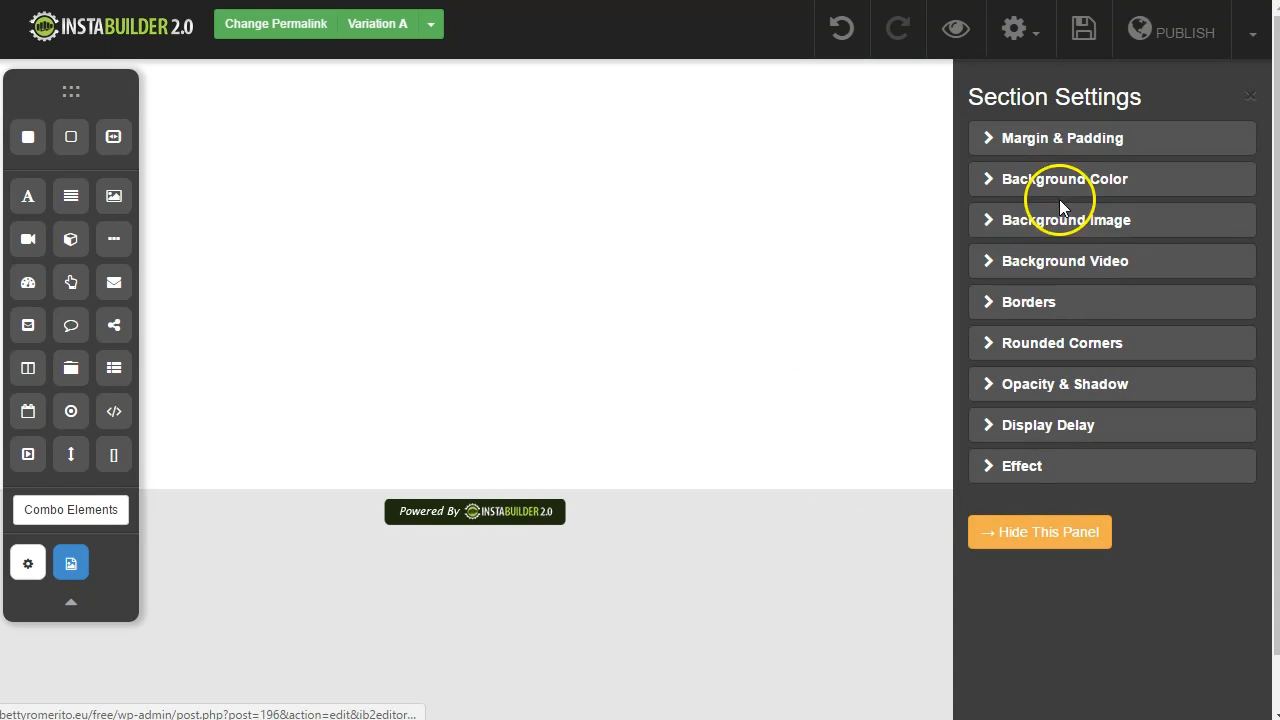 INSTABUILDER 2.0
Change Permalink
Variation A
PUBLISH
Section Settings
Margin & Padding
Background Color
Background Image
Background Video
Borders
Rounded Corners
Opacity & Shadow
Display Delay
Effect
→ Hide This Panel
Combo Elements
Powered By INSTABUILDER 2.0
bettyromerito.eu/free/wp-admin/post.php?post=196&action=edit&ib2editor...